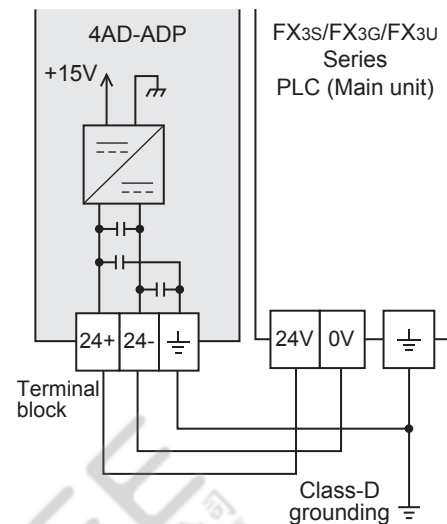 4AD-ADP
+15V
FX3S/FX3G/FX3U
Series
PLC (Main unit)
24+ 24-
24V 0V
Terminal
block
Class-D
grounding